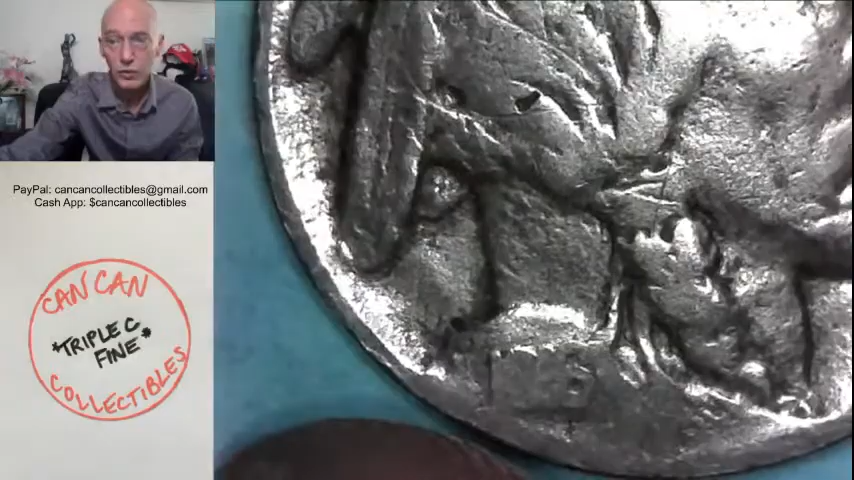 PayPal: cancancollectibles@gmail.com
Cash App: $cancancollectibles
CAN CAN
*TRIPLE C*
FINE
COLLECTIBLES